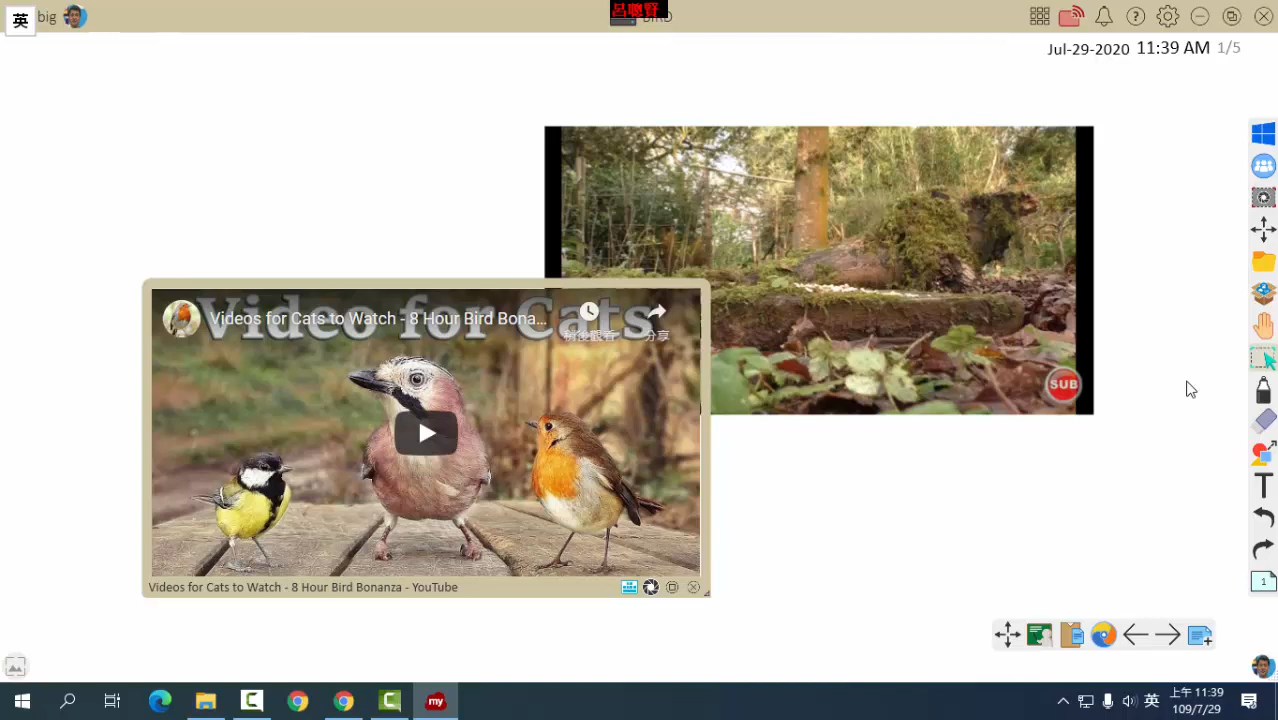 英
big
呂聰賢
BIRD
Jul-29-2020 11:39 AM 1/5
Video for Cats
Videos for Cats to Watch - 8 Hour Bird Bona...
稍後觀看
分享
SUB
Videos for Cats to Watch - 8 Hour Bird Bonanza - YouTube
T
1
my
英
上午 11:39
109/7/29